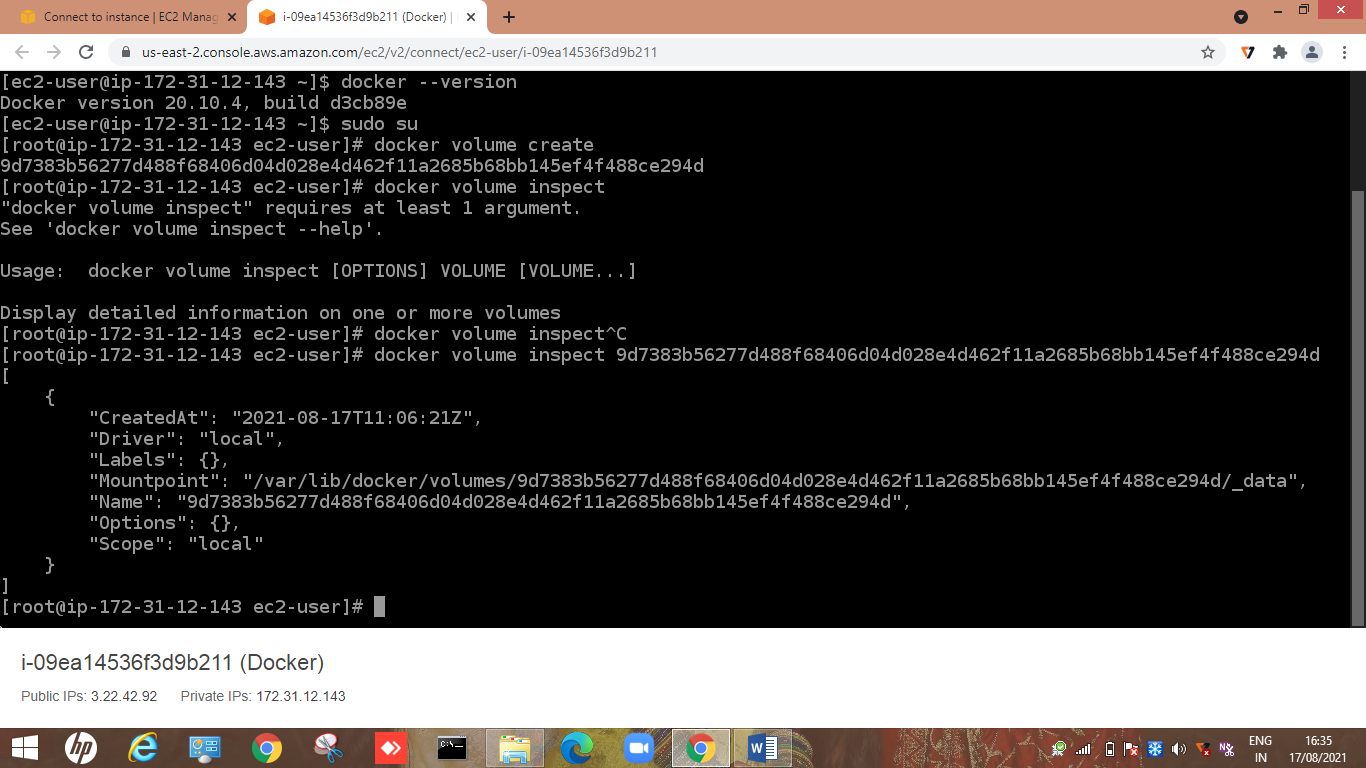 Connect to instance | EC2 Manag
i-09ea14536f3d9b211 (Docker) |
us-east-2.console.aws.amazon.com/ec2/v2/connect/ec2-user/i-09ea14536f3d9b211
[ec2-user@ip-172-31-12-143 ~]$ docker --version
Docker version 20.10.4, build d3cb89e
[ec2-user@ip-172-31-12-143 ~]$ sudo su
[root@ip-172-31-12-143 ec2-user]# docker volume create
9d7383b56277d488f68406d04d028e4d462f11a2685b68bb145ef4f488ce294d
[root@ip-172-31-12-143 ec2-user]# docker volume inspect
"docker volume inspect" requires at least 1 argument.
See 'docker volume inspect --help'.
Usage:  docker volume inspect [OPTIONS] VOLUME [VOLUME...]
Display detailed information on one or more volumes
[root@ip-172-31-12-143 ec2-user]# docker volume inspect^C
[root@ip-172-31-12-143 ec2-user]# docker volume inspect 9d7383b56277d488f68406d04d028e4d462f11a2685b68bb145ef4f488ce294d
[
    {
        "CreatedAt": "2021-08-17T11:06:21Z",
        "Driver": "local",
        "Labels": {},
        "Mountpoint": "/var/lib/docker/volumes/9d7383b56277d488f68406d04d028e4d462f11a2685b68bb145ef4f488ce294d/_data",
        "Name": "9d7383b56277d488f68406d04d028e4d462f11a2685b68bb145ef4f488ce294d",
        "Options": {},
        "Scope": "local"
    }
]
[root@ip-172-31-12-143 ec2-user]#
i-09ea14536f3d9b211 (Docker)
Public IPs: 3.22.42.92 Private IPs: 172.31.12.143
hp
C:\_
W
ENG
IN
16:35
17/08/2021